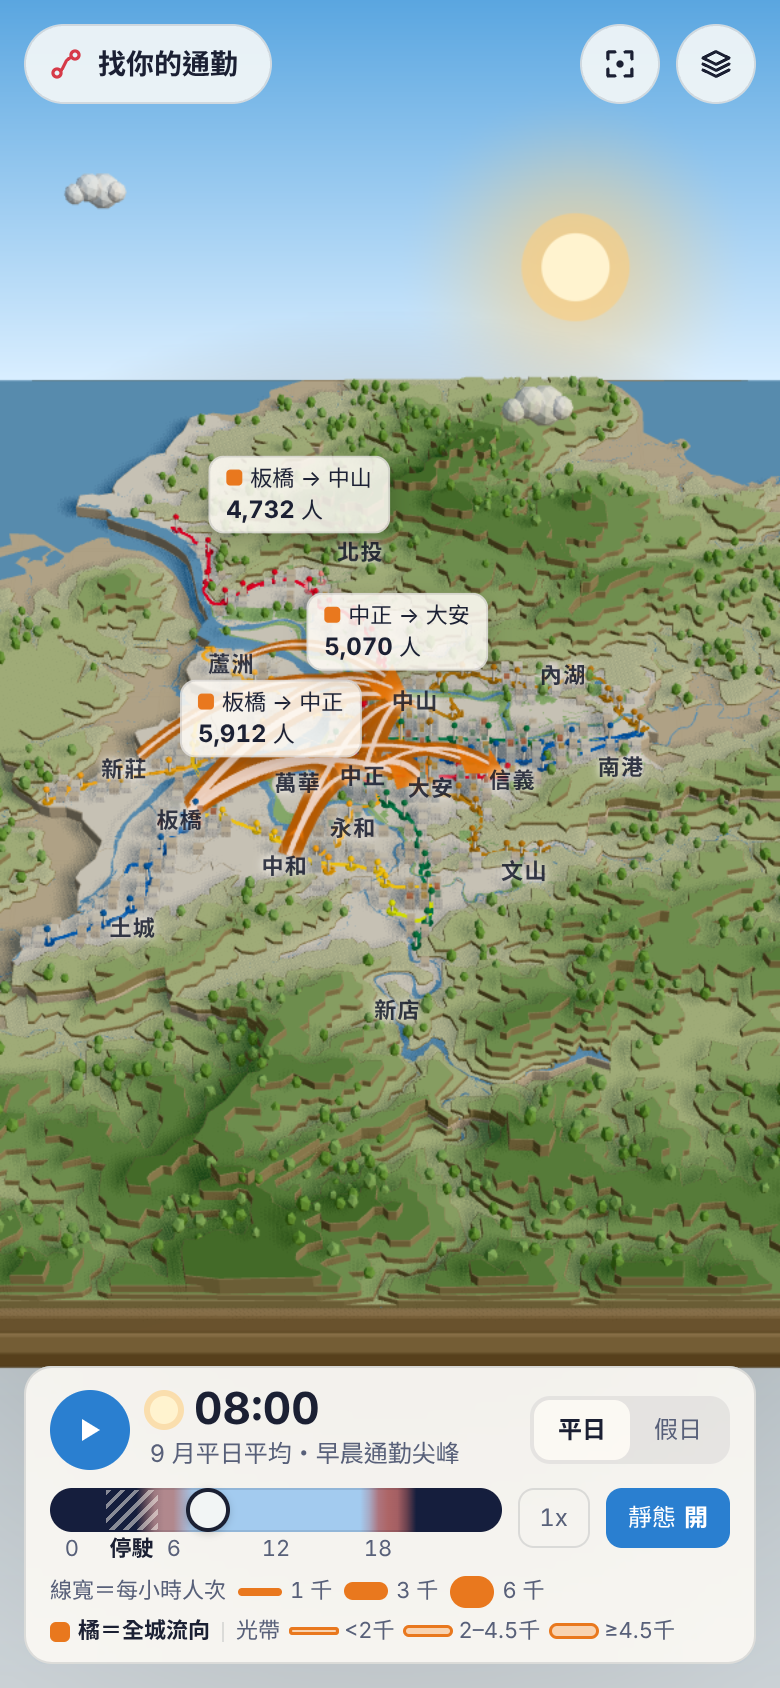 找你的通勤
板橋 → 中山
4,732 人
北投
中正 → 大安
5,070 人
蘆洲
內湖
板橋 → 中正
5,912 人
中山
新莊
萬華
中正
大安
信義
南港
板橋
永和
中和
文山
土城
新店
08:00
9 月平日平均・早晨通勤尖峰
平日
假日
0
停駛
6
12
18
1x
靜態 開
線寬＝每小時人次 1 千 3 千 6 千
橘＝全城流向 | 光帶 <2千 2–4.5千 ≥4.5千